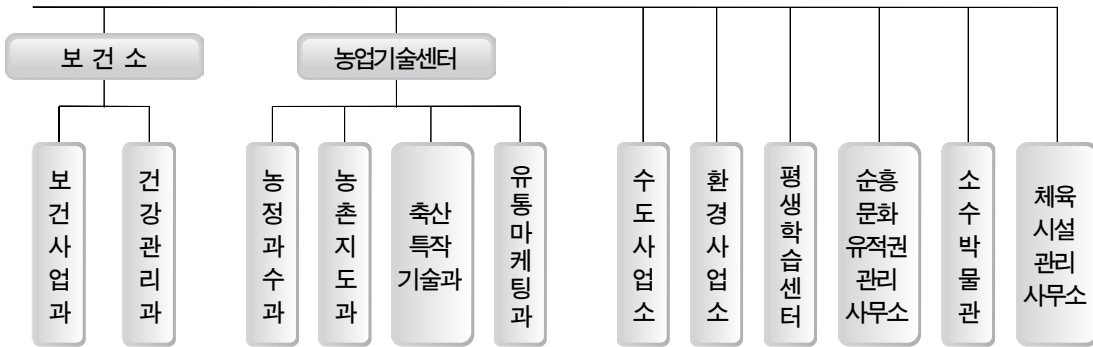 보 건 소
농업기술센터
보건사업과
건강관리과
농정과수과
농촌지도과
축산
특작
기술과
유통마케팅과
수도사업소
환경사업소
평생학습센터
순흥
문화
유적권
관리
사무소
소수박물관
체육
시설
관리
사무소